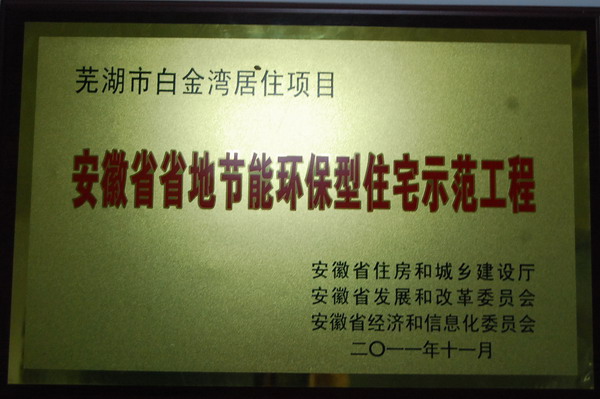 芜湖市白金湾居住项目
安徽省省地节能环保型住宅示范工程
安徽省住房和城乡建设厅
安徽省发展和改革委员会
安徽省经济和信息化委员会
二〇一一年十一月